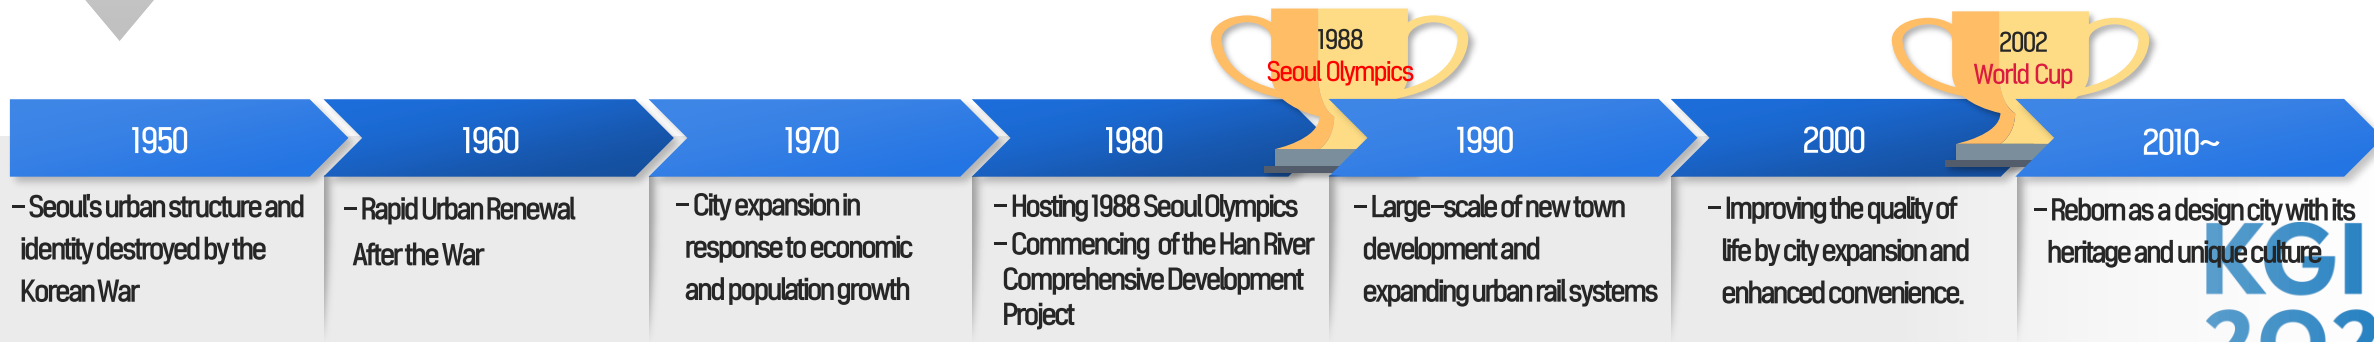 1988
Seoul Olympics
2002
World Cup
1950
1960
1970
1980
1990
2000
2010~
– Seoul's urban structure and
identity destroyed by the
Korean War
– Rapid Urban Renewal
After the War
– City expansion in
response to economic
and population growth
– Hosting 1988 Seoul Olympics
– Commencing of the Han River
Comprehensive Development
Project
– Large-scale of new town
development and
expanding urban rail systems
– Improving the quality of
life by city expansion and
enhanced convenience.
– Reborn as a design city with its
heritage and unique culture
KGI